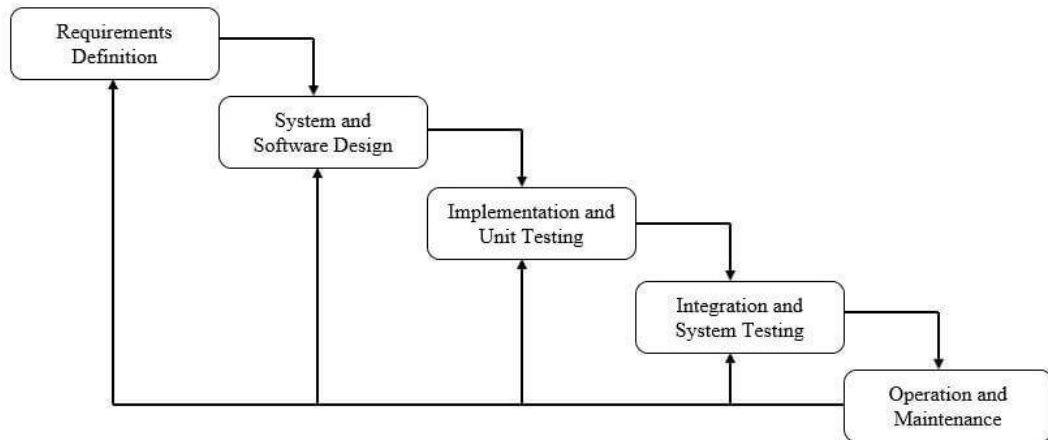 Requirements
Definition
System and
Software Design
Implementation and
Unit Testing
Integration and
System Testing
Operation and
Maintenance